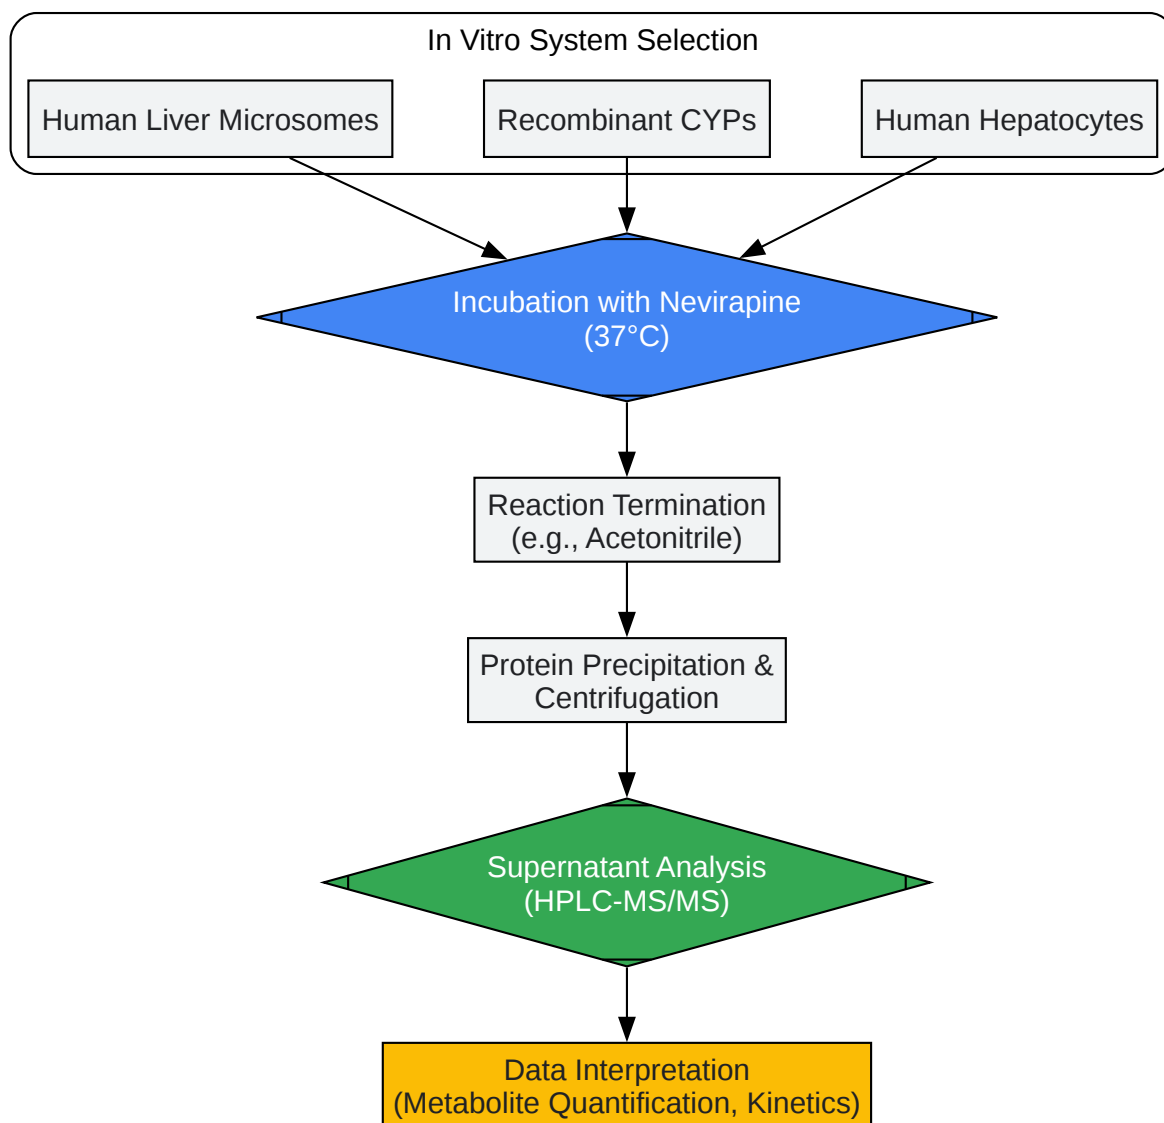 In Vitro System Selection
Human Liver Microsomes
Recombinant CYPs
Human Hepatocytes
Incubation with Nevirapine
(37°C)
Reaction Termination
(e.g., Acetonitrile)
Protein Precipitation &
Centrifugation
Supernatant Analysis
(HPLC-MS/MS)
Data Interpretation
(Metabolite Quantification, Kinetics)